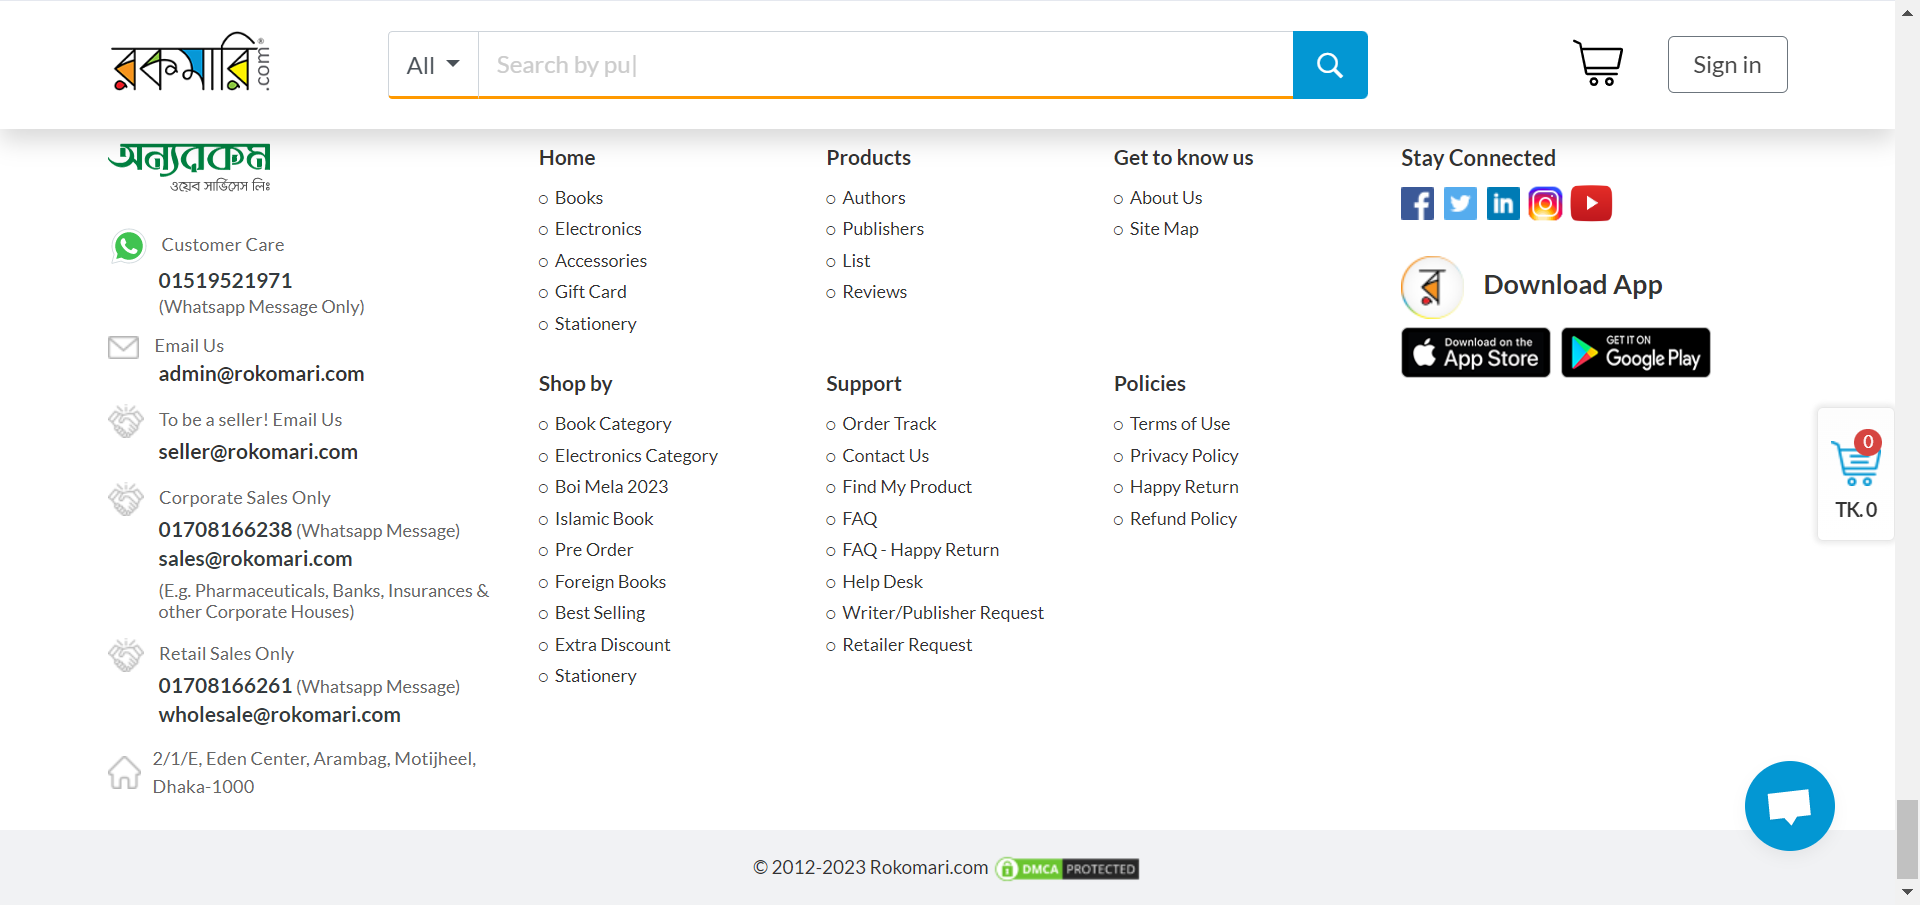 রকমারি.com
All
Search by pu
Sign in
অন্যরকম
ওয়েব সার্ভিসেস লিঃ
Customer Care
01519521971
(Whatsapp Message Only)
Email Us
admin@rokomari.com
To be a seller! Email Us
seller@rokomari.com
Corporate Sales Only
01708166238 (Whatsapp Message)
sales@rokomari.com
(E.g. Pharmaceuticals, Banks, Insurances &
other Corporate Houses)
Retail Sales Only
01708166261 (Whatsapp Message)
wholesale@rokomari.com
2/1/E, Eden Center, Arambag, Motijheel,
Dhaka-1000
Home
Books
Electronics
Accessories
Gift Card
Stationery
Products
Authors
Publishers
List
Reviews
Get to know us
About Us
Site Map
Shop by
Book Category
Electronics Category
Boi Mela 2023
Islamic Book
Pre Order
Foreign Books
Best Selling
Extra Discount
Stationery
Support
Order Track
Contact Us
Find My Product
FAQ
FAQ - Happy Return
Help Desk
Writer/Publisher Request
Retailer Request
Policies
Terms of Use
Privacy Policy
Happy Return
Refund Policy
Stay Connected
Download App
Download on the
App Store
GET IT ON
Google Play
0
TK. 0
© 2012-2023 Rokomari.com DMCA PROTECTED